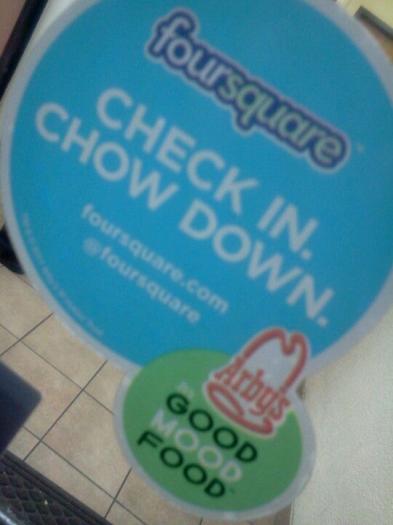 foursquare
CHECK IN.
CHOW DOWN.
foursquare.com
@foursquare
Arby's
GOOD
MOOD
FOOD